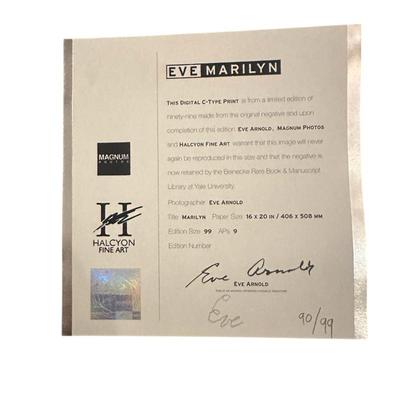 EVE MARILYN
THIS DIGITAL C-TYPE PRINT is from a limited edition of
ninety-nine made from the original negative and upon
completion of this edition EVE ARNOLD, MAGNUM PHOTOS
and HALCYON FINE ART warrant that this image will never
again be reproduced in this size and that the negative is
now retained by the Beinecke Rare Book & Manuscript
Library at Yale University.
Photographer EVE ARNOLD
Title MARILYN Paper Size 16 x 20 in / 406 x 508 mm
Edition Size 99 APs 9
Edition Number
MAGNUM
PHOTOS
H
HALCYON
FINE ART
Eve Arnold
EVE ARNOLD
Eve
90/99